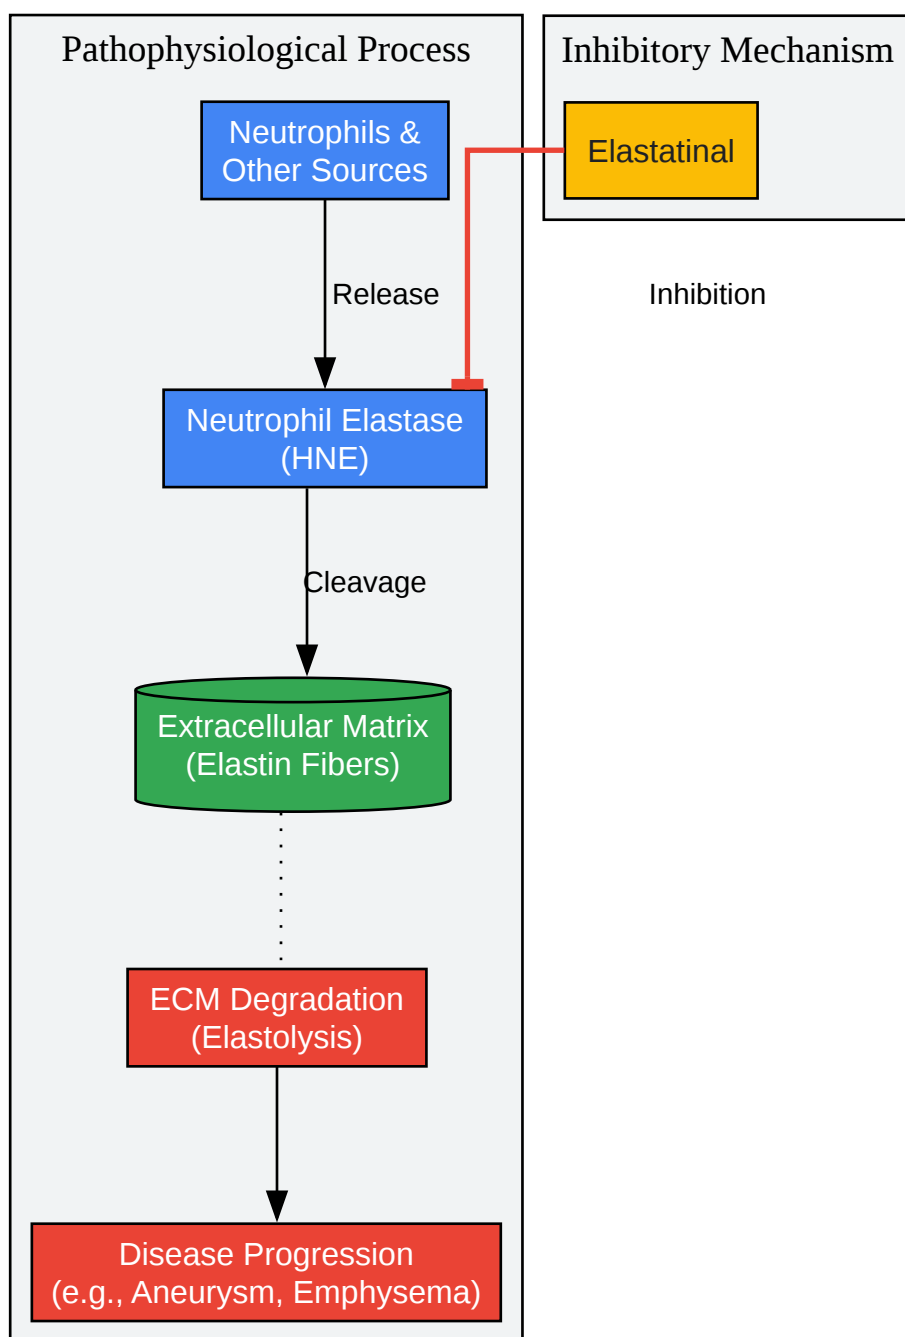 Pathophysiological Process
Inhibitory Mechanism
Neutrophils &
Other Sources
Elastatinal
Release
Inhibition
Neutrophil Elastase
(HNE)
Cleavage
Extracellular Matrix
(Elastin Fibers)
ECM Degradation
(Elastolysis)
Disease Progression
(e.g., Aneurysm, Emphysema)